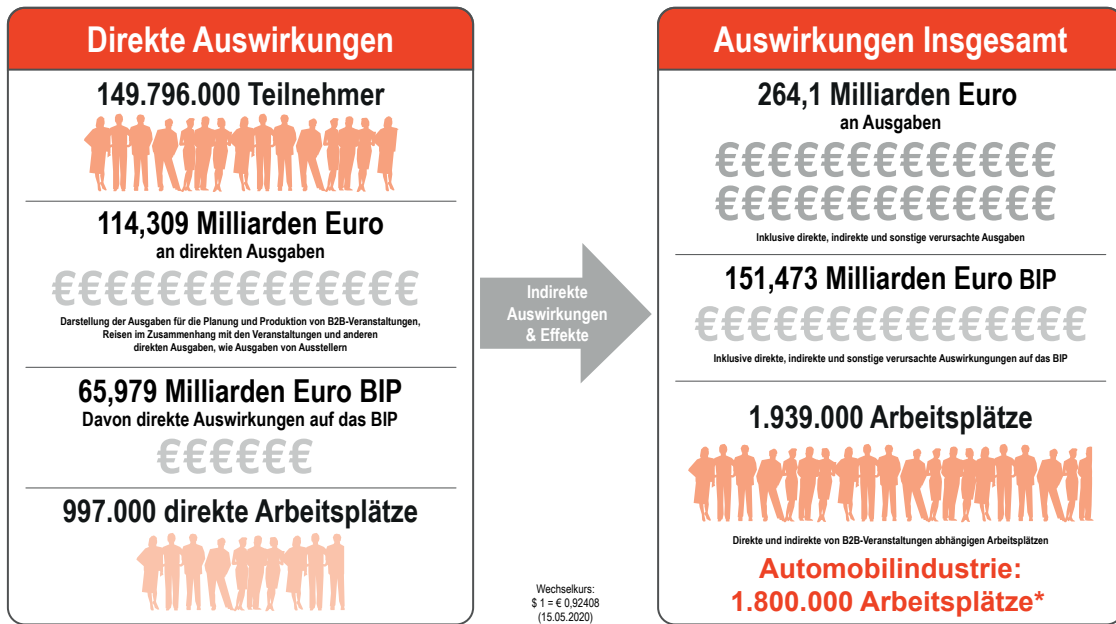 Direkte Auswirkungen
149.796.000 Teilnehmer
114,309 Milliarden Euro
an direkten Ausgaben
€€€€€€€€€€€€€€
Darstellung der Ausgaben für die Planung und Produktion von B2B-Veranstaltungen,
Reisen im Zusammenhang mit den Veranstaltungen und anderen
direkten Ausgaben, wie Ausgaben von Ausstellern
65,979 Milliarden Euro BIP
Davon direkte Auswirkungen auf das BIP
€€€€€€
997.000 direkte Arbeitsplätze
Indirekte
Auswirkungen
& Effekte
Wechselkurs:
$ 1 = € 0,92408
(15.05.2020)
Auswirkungen Insgesamt
264,1 Milliarden Euro
an Ausgaben
€€€€€€€€€€€€€
€€€€€€€€€€€€€
Inklusive direkte, indirekte und sonstige verursachte Ausgaben
151,473 Milliarden Euro BIP
€€€€€€€€€€€€€€€
Inklusive direkte, indirekte und sonstige verursachte Auswirkungungen auf das BIP
1.939.000 Arbeitsplätze
Direkte und indirekte von B2B-Veranstaltungen abhängigen Arbeitsplätzen
Automobilindustrie:
1.800.000 Arbeitsplätze*